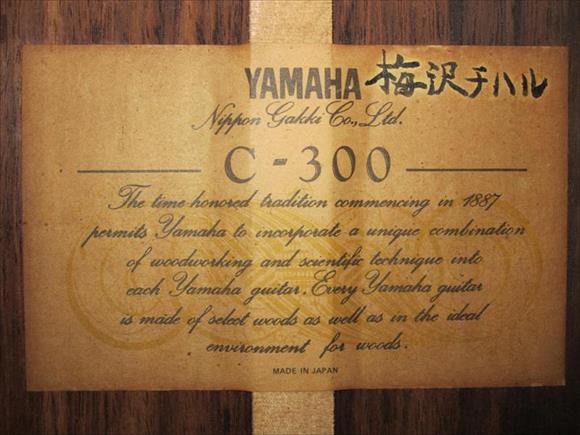 YAMAHA 梅沢チハル
Nippon Gakki Co., Ltd.
C-300
The time honored tradition commencing in 1887
permits Yamaha to incorporate a unique combination
of woodworking and scientific technique into
each Yamaha guitar. Every Yamaha guitar
is made of select woods as well as in the ideal
environment for woods.
MADE IN JAPAN